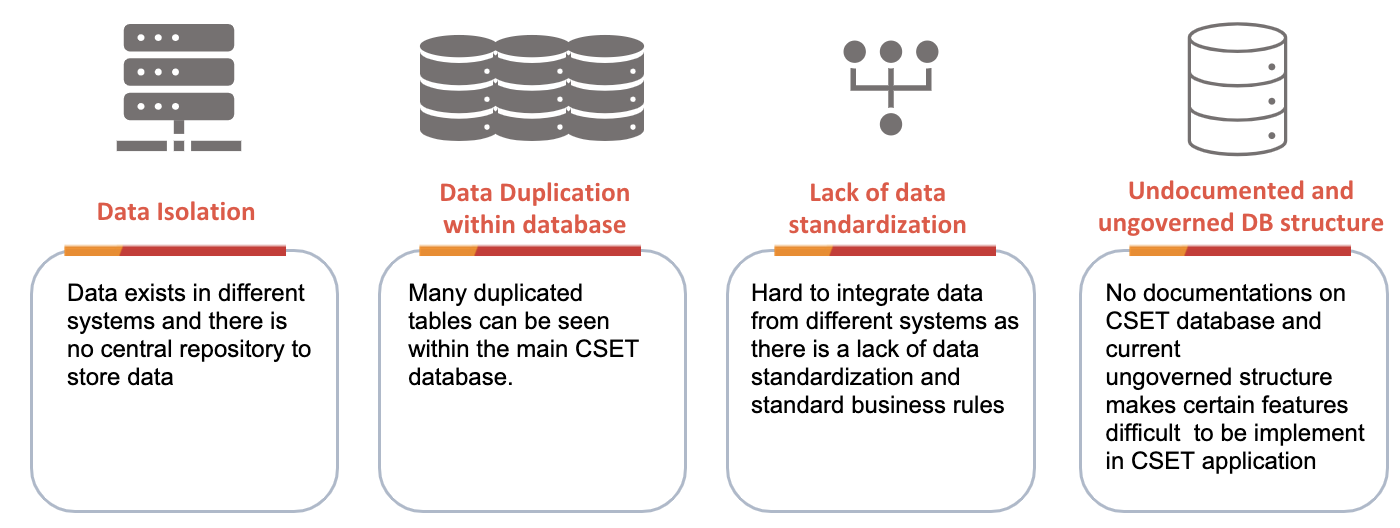 Data Isolation
Data exists in different
systems and there is
no central repository to
store data
Data Duplication
within database
Many duplicated
tables can be seen
within the main CSET
database.
Lack of data
standardization
Hard to integrate data
from different systems as
there is a lack of data
standardization and
standard business rules
Undocumented and
ungoverned DB structure
No documentations on
CSET database and
current
ungoverned structure
makes certain features
difficult  to be implement
in CSET application